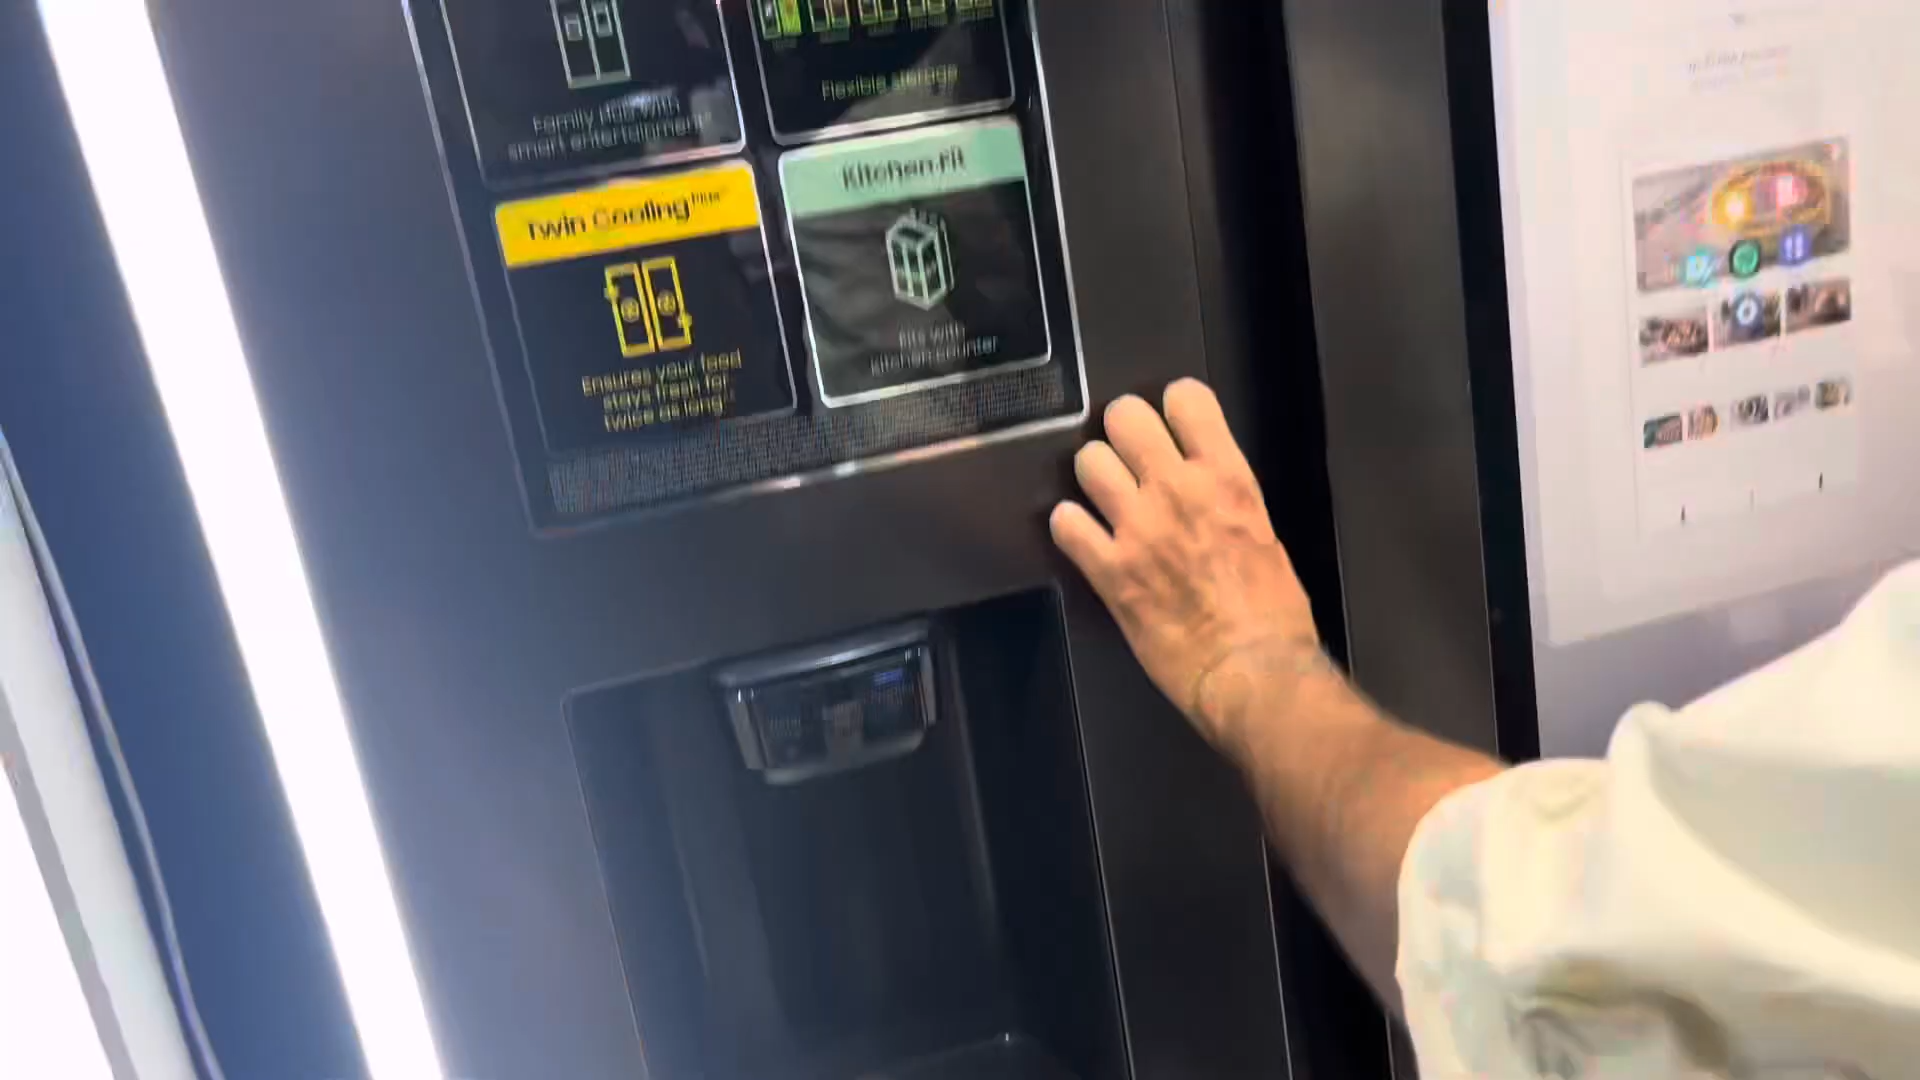 Family Hub with
smart entertainment
Flexible storage
Twin Cooling Plus
Ensures your food
stays fresh for
twice as long
Kitchen Fit
Fits with
kitchen counter